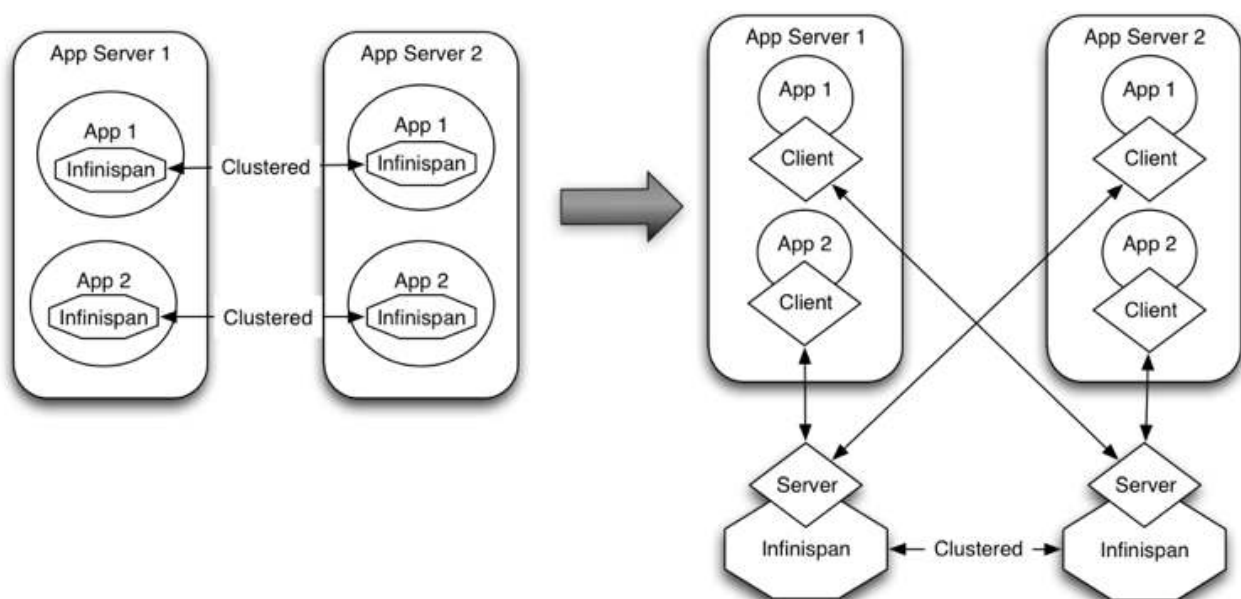 App Server 1
App Server 2
App 1
Infinispan
Clustered
App 1
Infinispan
App 2
Infinispan
Clustered
App 2
Infinispan
App Server 1
App Server 2
App 1
Client
App 1
Client
App 2
Client
App 2
Client
Server
Server
Infinispan
Clustered
Infinispan